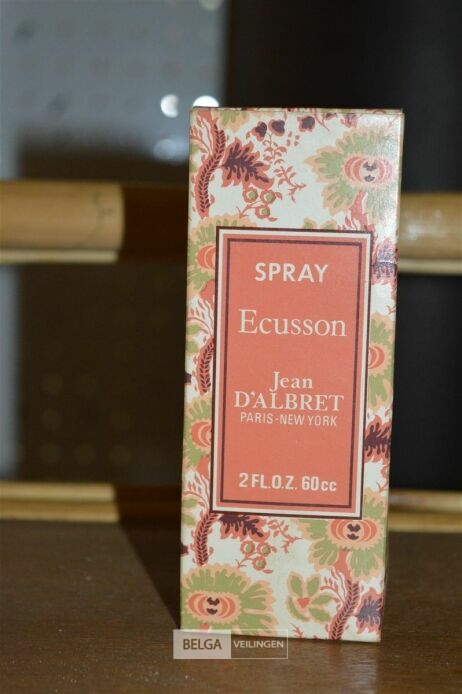 SPRAY
Ecusson
Jean
D'ALBRET
PARIS-NEW YORK
2 FL.O.Z. 60cc
BELGA VEILINGEN